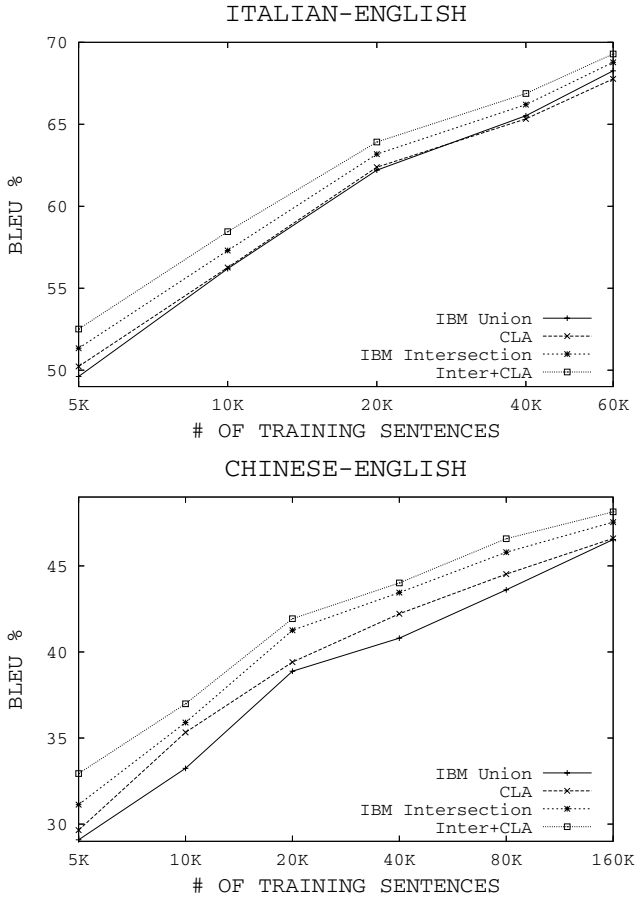 ITALIAN-ENGLISH
70
65
60
55
50
BLEU %
IBM Union
CLA
IBM Intersection
Inter+CLA
5K 10K 20K 40K 60K
# OF TRAINING SENTENCES
CHINESE-ENGLISH
45
40
35
30
BLEU %
IBM Union
CLA
IBM Intersection
Inter+CLA
5K 10K 20K 40K 80K 160K
# OF TRAINING SENTENCES